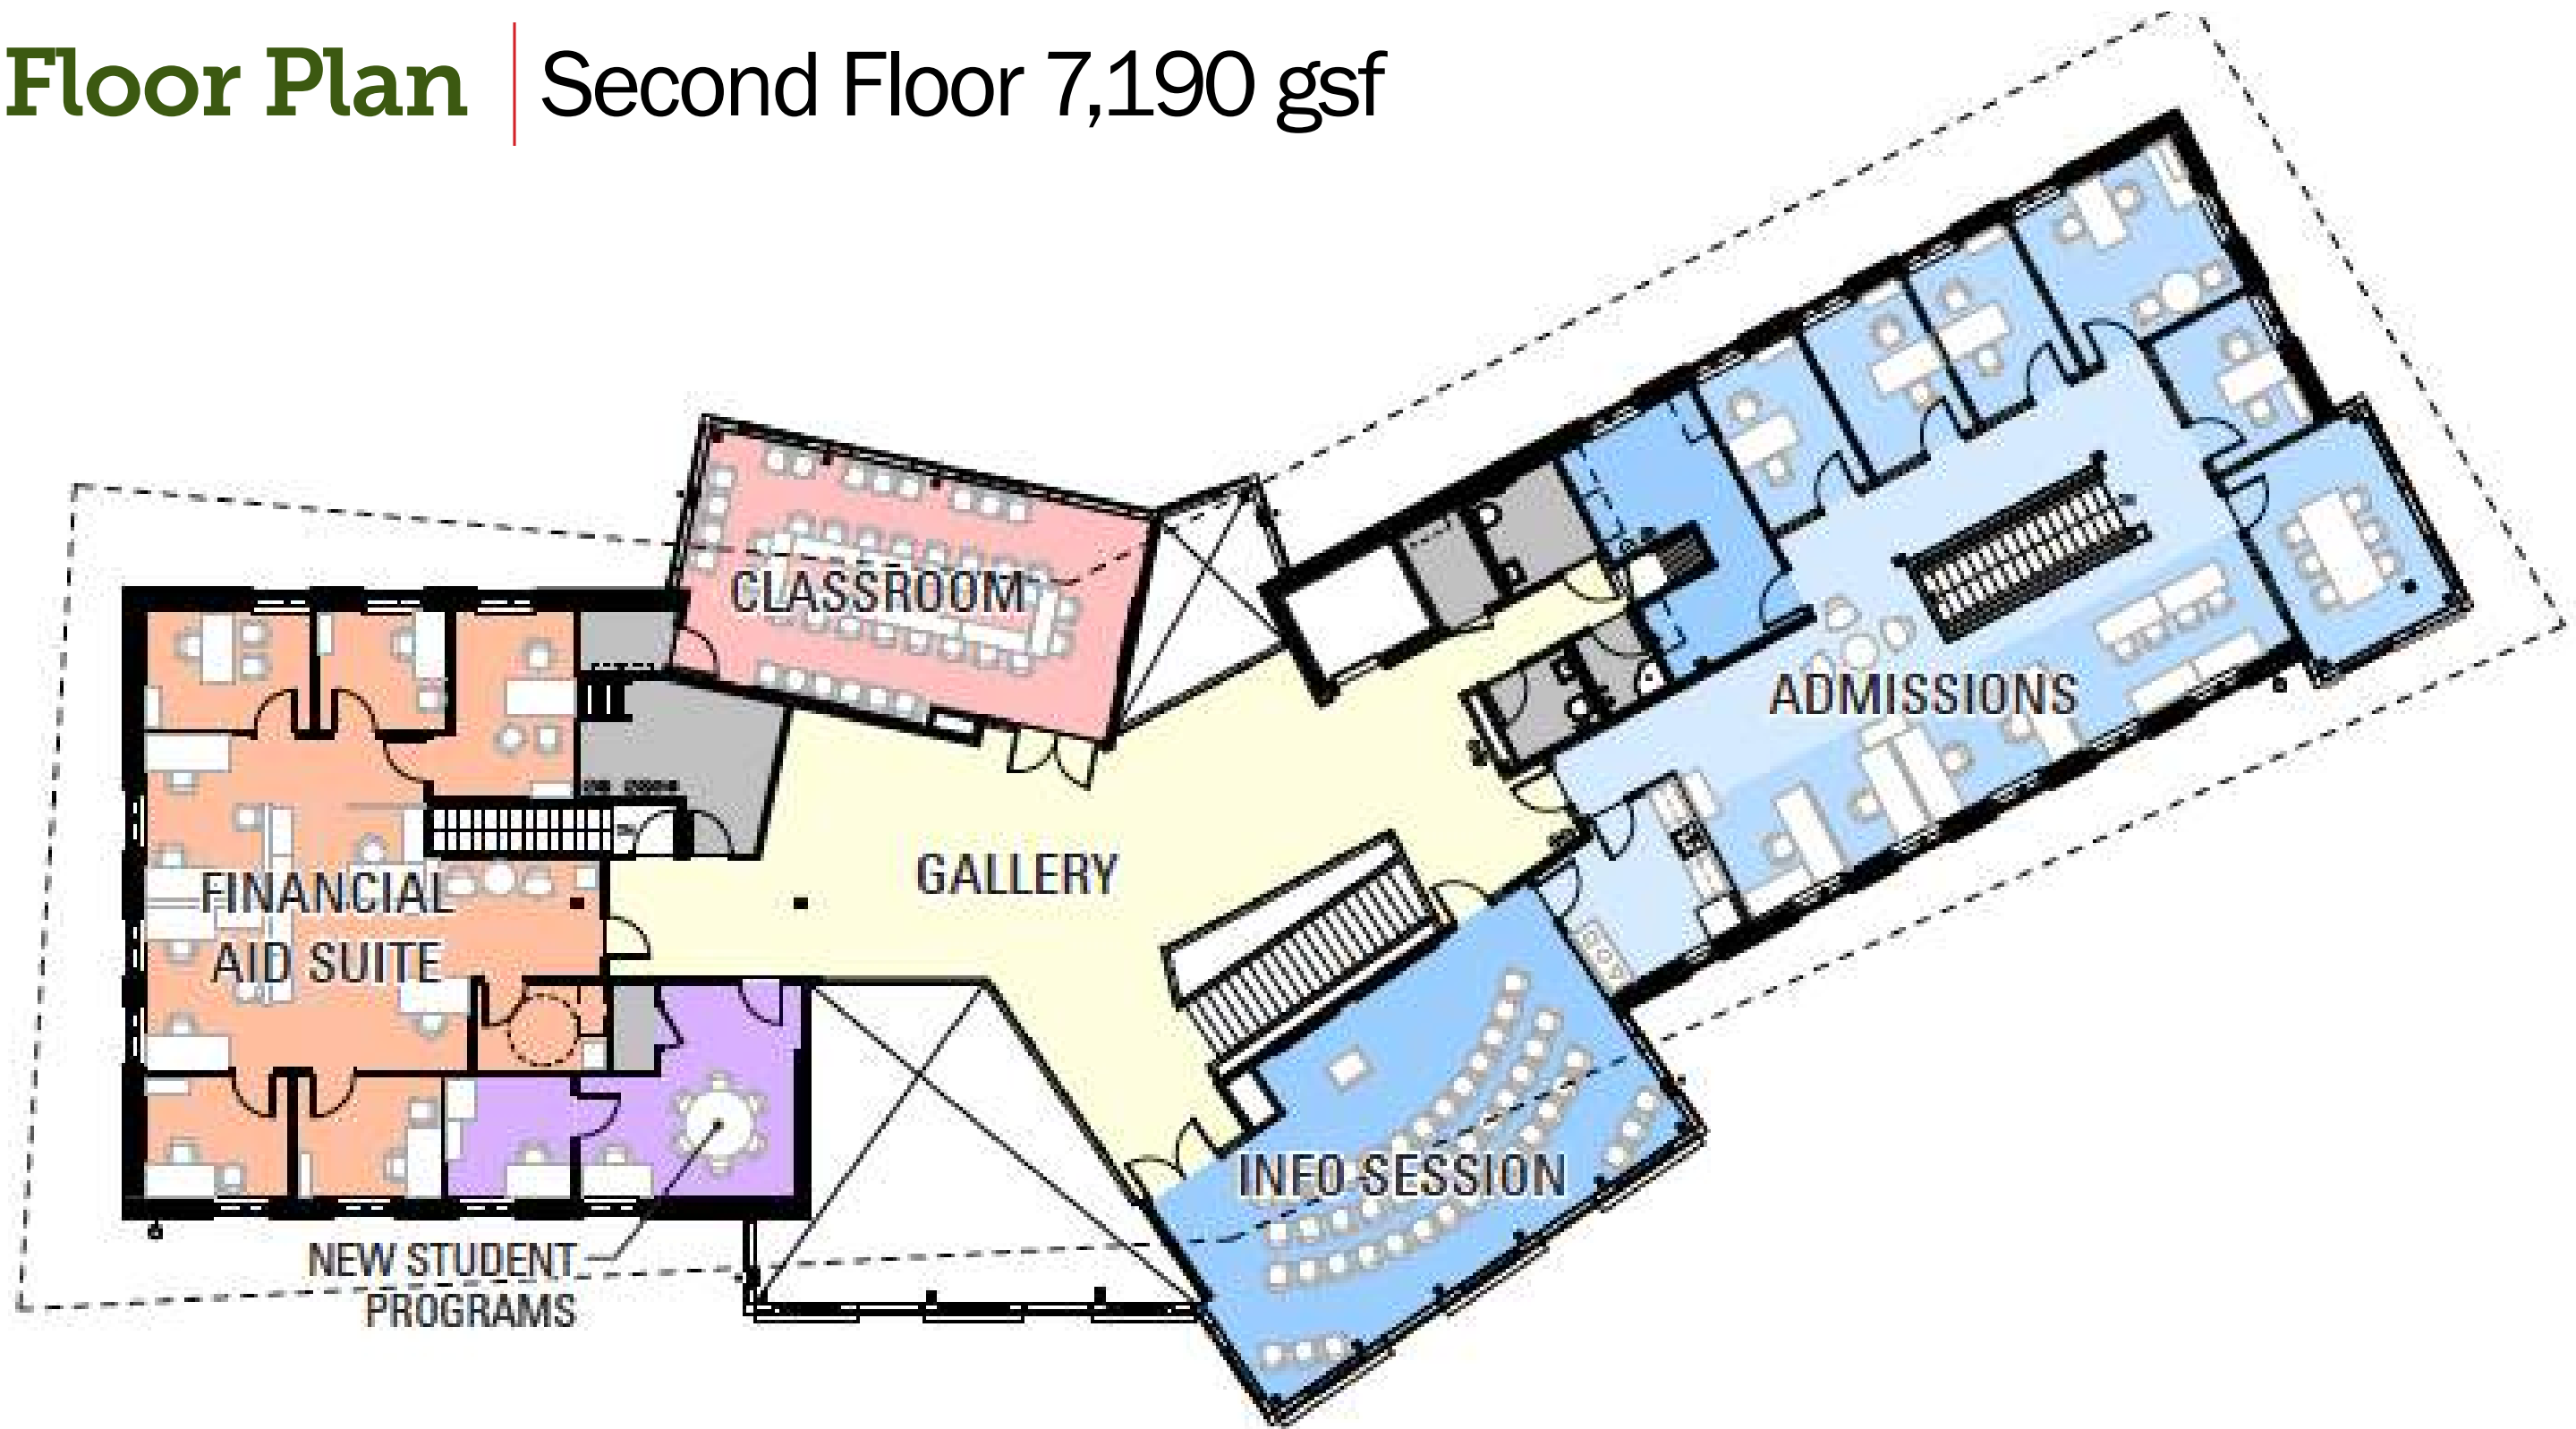 Floor Plan | Second Floor 7,190 gsf
CLASSROOM
ADMISSIONS
GALLERY
FINANCIAL
AID SUITE
INFO SESSION
NEW STUDENT
PROGRAMS